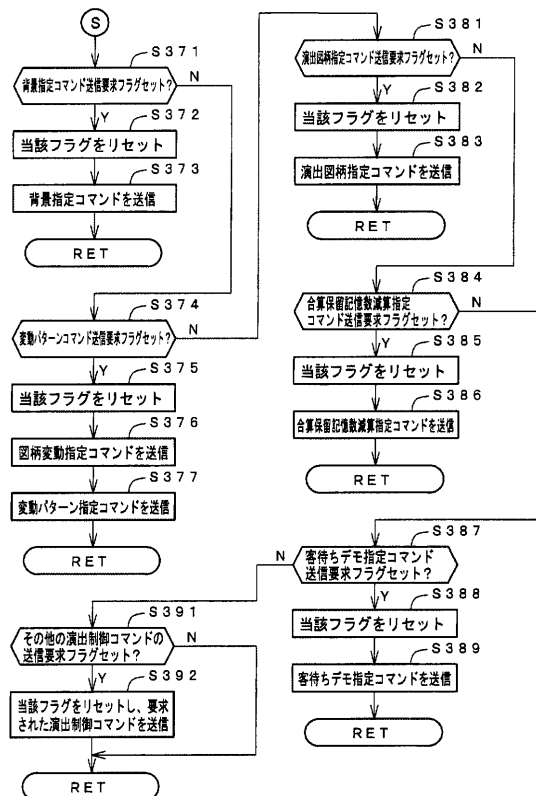 S
S371
背景指定コマンド送信要求フラグセット?
N
Y
S372
当該フラグをリセット
S373
背景指定コマンドを送信
RET
S374
変動パターンコマンド送信要求フラグセット?
N
Y
S375
当該フラグをリセット
S376
図柄変動指定コマンドを送信
S377
変動パターン指定コマンドを送信
RET
S381
演出図柄指定コマンド送信要求フラグセット?
N
Y
S382
当該フラグをリセット
S383
演出図柄指定コマンドを送信
RET
S384
合算保留記憶数減算指定
コマンド送信要求フラグセット?
N
Y
S385
当該フラグをリセット
S386
合算保留記憶数減算指定コマンドを送信
RET
S387
客待ちデモ指定コマンド
送信要求フラグセット?
N
Y
S388
当該フラグをリセット
S389
客待ちデモ指定コマンドを送信
RET
S391
その他の演出制御コマンドの
送信要求フラグセット?
N
Y
S392
当該フラグをリセットし、要求
された演出制御コマンドを送信
RET